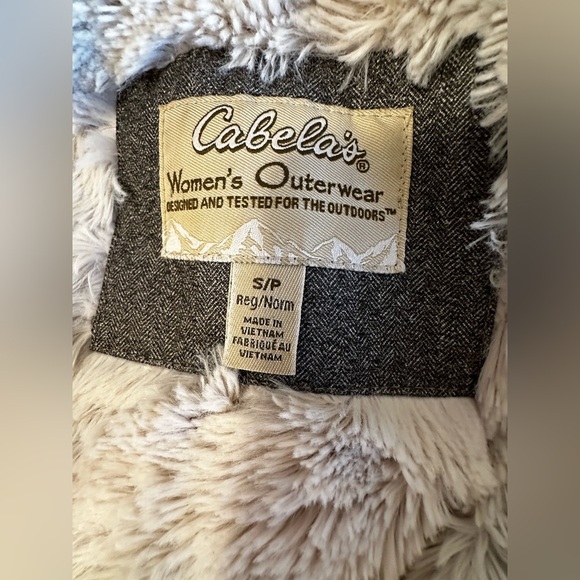 Cabela's®
Women's Outerwear
DESIGNED AND TESTED FOR THE OUTDOORS™
S/P
Reg/Norm
MADE IN
VIETNAM
FABRIQUÉ AU
VIETNAM